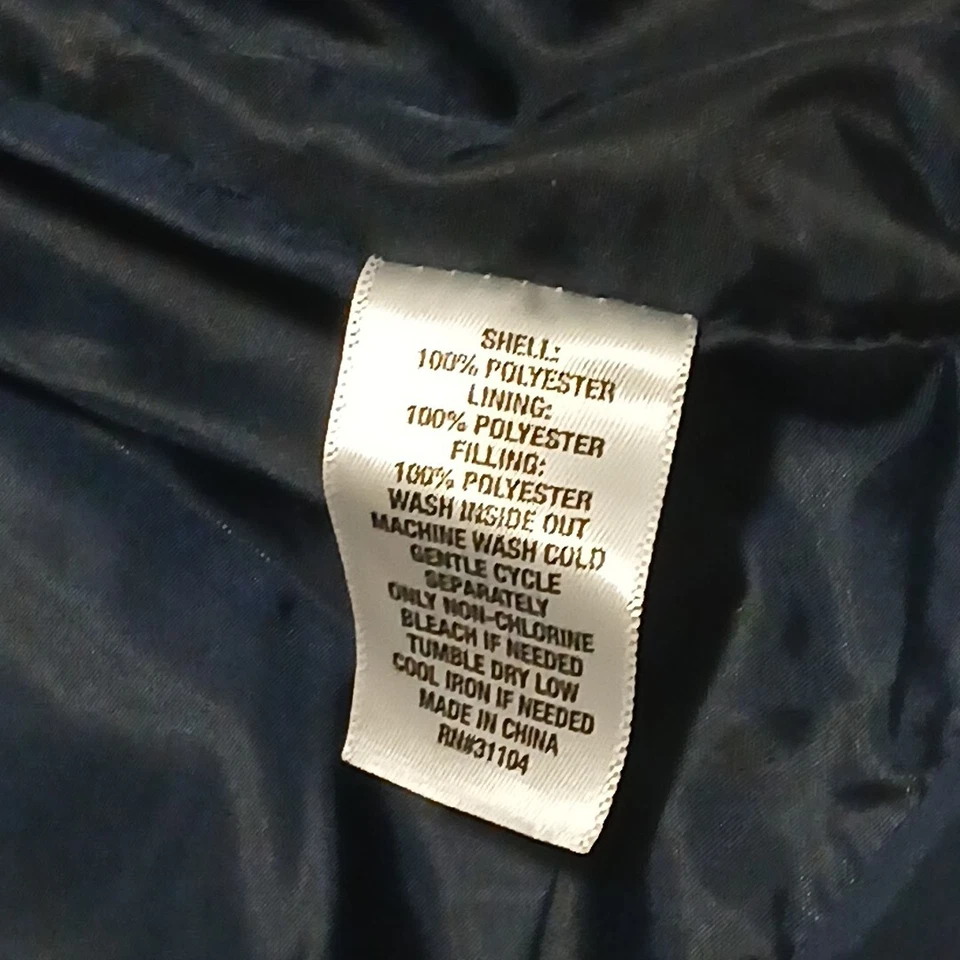 SHELL:
100% POLYESTER
LINING:
100% POLYESTER
FILLING:
100% POLYESTER
WASH INSIDE OUT
MACHINE WASH COLD
GENTLE CYCLE
SEPARATELY
ONLY NON-CHLORINE
BLEACH IF NEEDED
TUMBLE DRY LOW
COOL IRON IF NEEDED
MADE IN CHINA
RN#31104